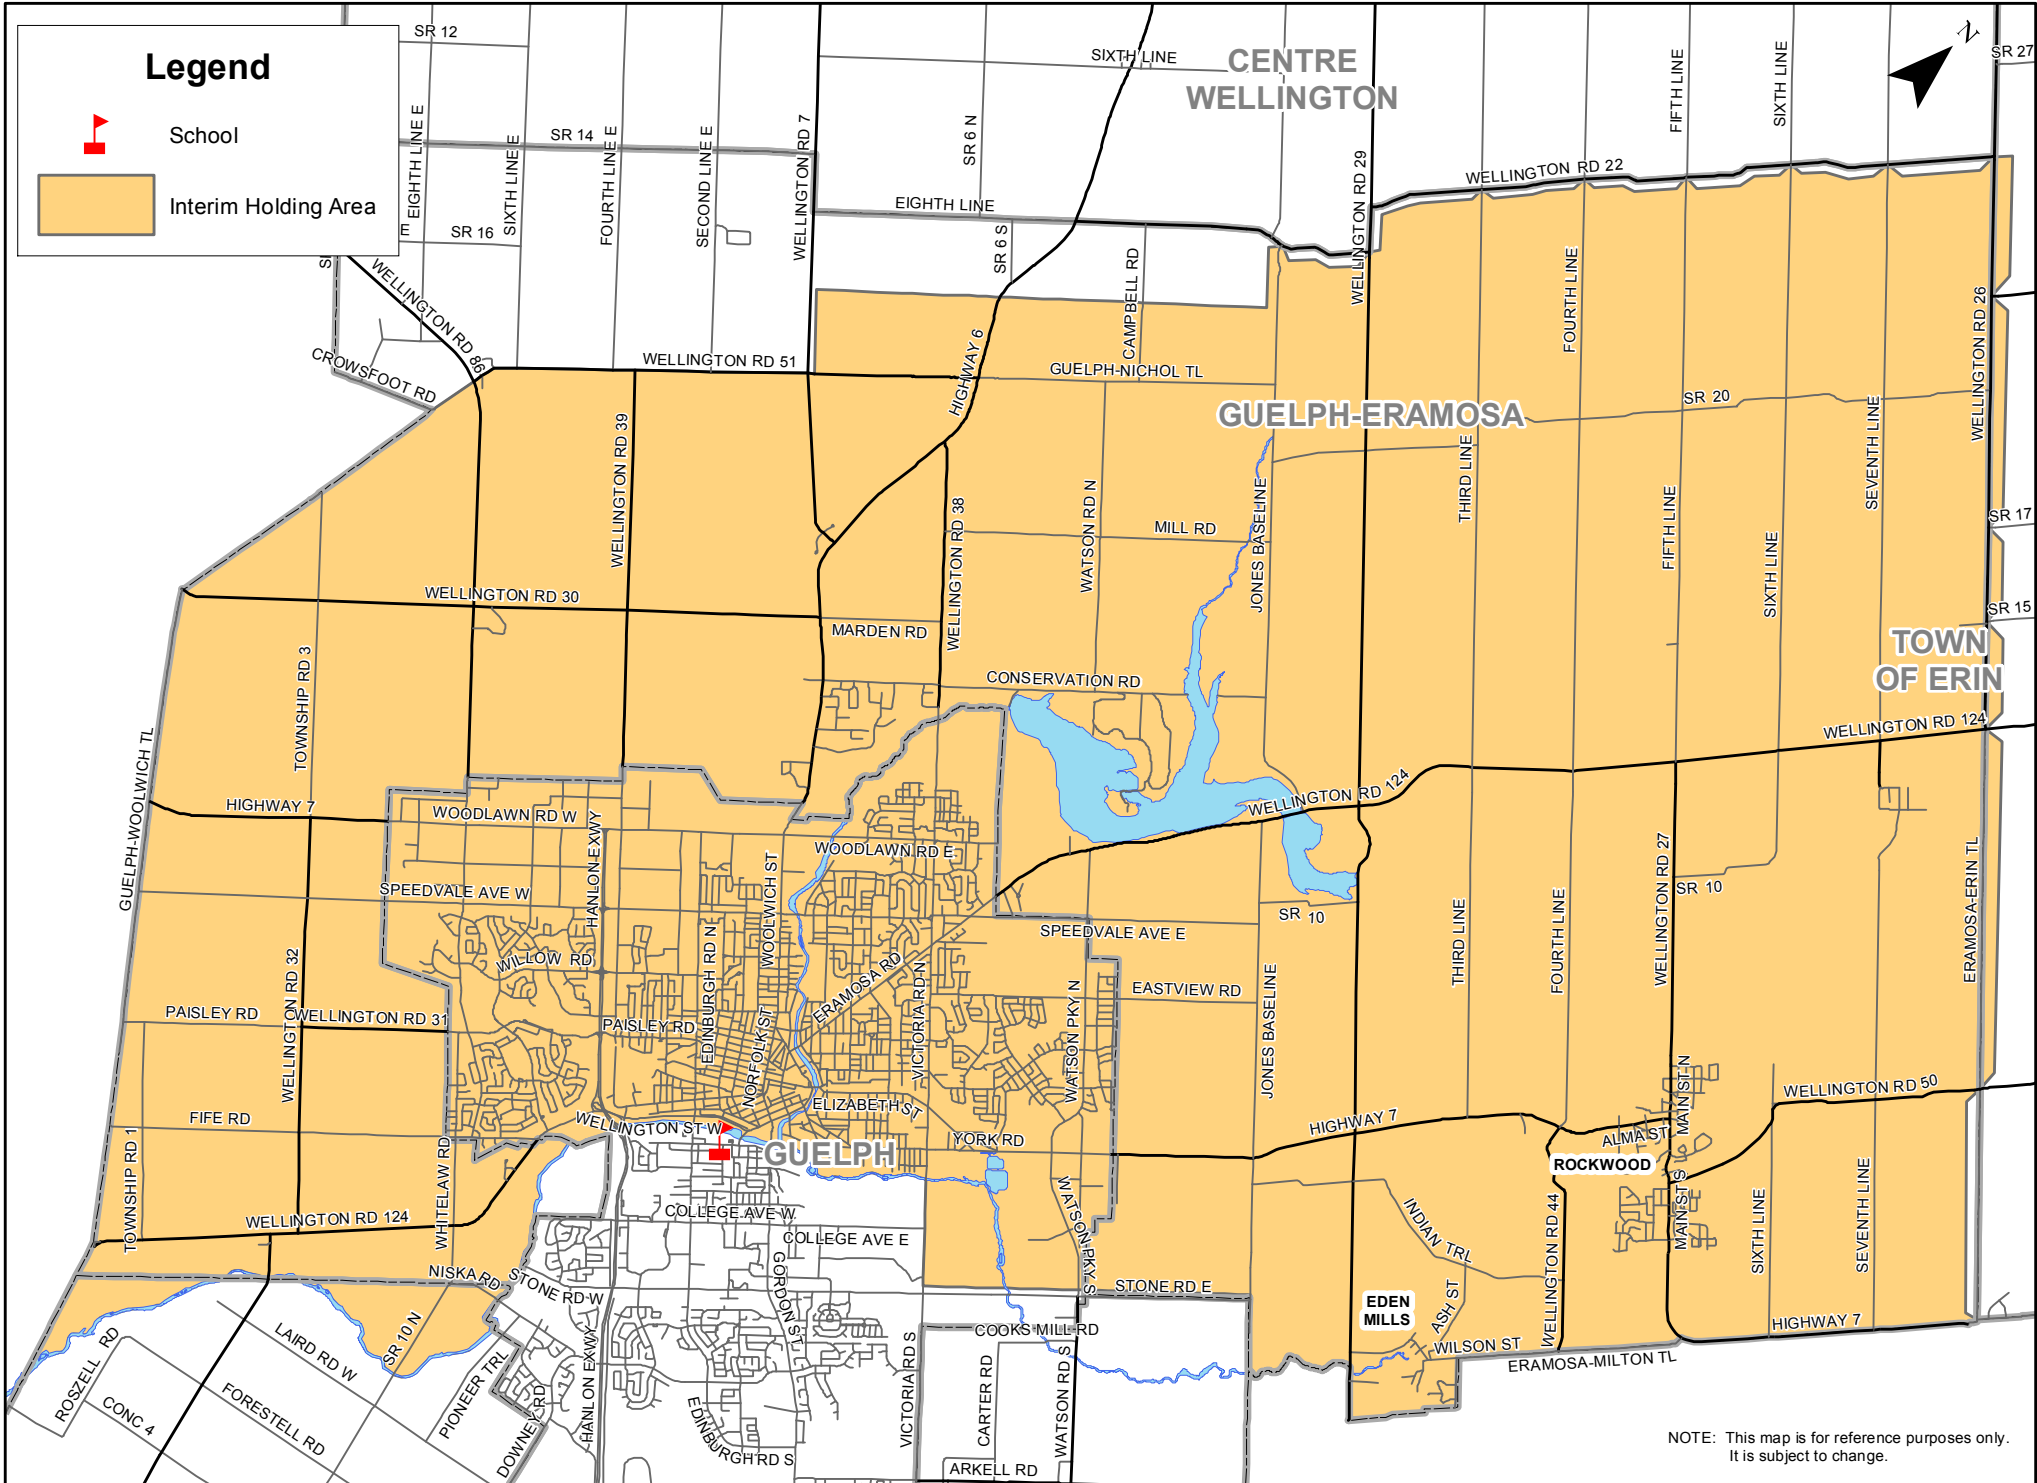 Legend
School
Interim Holding Area
SR 12
SR 14
SR 16
E
EIGHTH LINE E
SIXTH LINE E
FOURTH LINE E
SECOND LINE E
WELLINGTON RD 7
SIXTH LINE
SR 6 N
EIGHTH LINE
SR 6 S
CAMPBELL RD
CENTRE
WELLINGTON
WELLINGTON RD 29
WELLINGTON RD 22
FIFTH LINE
SIXTH LINE
N
SR 27
WELLINGTON RD 86
CROWSFOOT RD
WELLINGTON RD 51
HIGHWAY 6
GUELPH-NICHOL TL
GUELPH-ERAMOSA
FOURTH LINE
SR 20
WELLINGTON RD 26
SEVENTH LINE
THIRD LINE
WELLINGTON RD 39
WELLINGTON RD 38
WATSON RD N
MILL RD
JONES BASELINE
FIFTH LINE
SIXTH LINE
SR 17
SR 15
WELLINGTON RD 30
MARDEN RD
TOWNSHIP RD 3
CONSERVATION RD
TOWN
OF ERIN
WELLINGTON RD 124
GUELPH-WOOLWICH TL
HIGHWAY 7
WOODLAWN RD W
HANLON EXWY
WOODLAWN RD E
WELLINGTON RD 124
WOOLWICH ST
SPEEDVALE AVE W
SR 10
SR 10
SPEEDVALE AVE E
WELLINGTON RD 27
ERAMOSA-ERIN TL
THIRD LINE
FOURTH LINE
WILLOW RD
EDINBURGH RD N
ERAMOSA RD
VICTORIA RD N
EASTVIEW RD
WATSON PKY N
JONES BASELINE
WELLINGTON RD 32
PAISLEY RD
WELLINGTON RD 31
PAISLEY RD
NORFOLK ST
MAIN ST N
WELLINGTON RD 50
FIFE RD
ELIZABETH ST
WELLINGTON ST W
YORK RD
HIGHWAY 7
ALMA ST
GUELPH
ROCKWOOD
TOWNSHIP RD 1
WHITELAW RD
WELLINGTON RD 124
COLLEGE AVE W
COLLEGE AVE E
WATSON PKY S
INDIAN TRL
WELLINGTON RD 44
MAIN ST S
SIXTH LINE
SEVENTH LINE
NISKA RD
STONE RD W
GORDON ST
STONE RD E
EDEN
MILLS
ASH ST
WILSON ST
HIGHWAY 7
ERAMOSA-MILTON TL
COOKS MILL RD
ROSZELL RD
LAIRD RD W
SR 10 N
PIONEER TRL
CONC 4
FORESTELL RD
DOWNEY RD
HANLON EXWY
EDINBURGH RD S
VICTORIA RD S
CARTER RD
WATSON RD S
ARKELL RD
NOTE: This map is for reference purposes only.
It is subject to change.